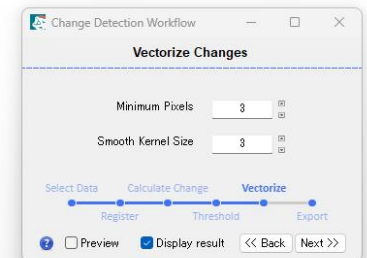 Change Detection Workflow
Vectorize Changes
Minimum Pixels 3
Smooth Kernel Size 3
Select Data Calculate Change Vectorize
Register Threshold Export
Preview Display result << Back Next >>